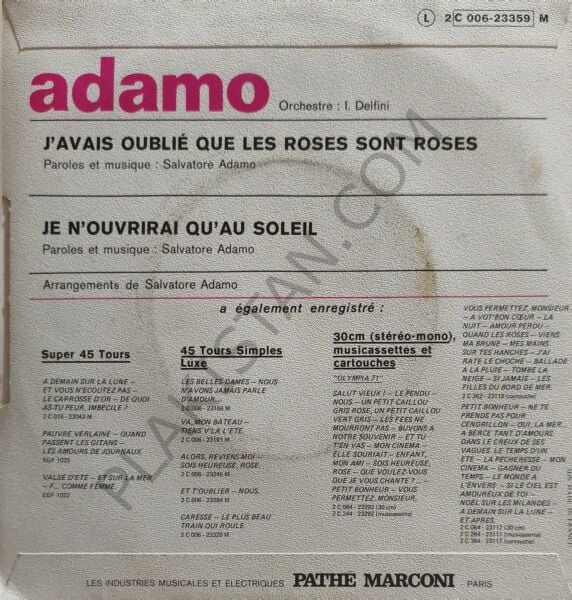 L 2 C 006-23359 M
adamo
Orchestre : I. Delfini
J'AVAIS OUBLIÉ QUE LES ROSES SONT ROSES
Paroles et musique : Salvatore Adamo
JE N'OUVRIRAI QU'AU SOLEIL
Paroles et musique : Salvatore Adamo
Arrangements de Salvatore Adamo
a également enregistré :
Super 45 Tours
A DEMAIN SUR LA LUNE –
ET VOUS N'ECOUTEZ PAS –
LE CARROSSE D'OR – DE QUOI
AS-TU PEUR, IMBECILE ?
2 C 016 - 23043 M
PAUVRE VERLAINE – QUAND
PASSENT LES GITANS –
LES AMOURS DE JOURNAUX.
EGF 1025
VALSE D'ETE – ET SUR LA MER
– F... COMME FEMME.
EGF 1022
45 Tours Simples
Luxe
LES BELLES DAMES – NOUS
N'AVONS JAMAIS PARLE
D'AMOUR...
2 C 006 - 23168 M
VA, MON BATEAU –
TIENS V'LA L'ETE.
2 C 006 - 23191 M
ALORS, REVIENS-MOI –
SOIS HEUREUSE, ROSE.
2 C 006 - 23245 M
ET T'OUBLIER – NOUS.
2 C 006 - 23284 M
CARESSE – LE PLUS BEAU
TRAIN QUI ROULE.
2 C 006 - 23320 M
30cm (stéréo-mono),
musicassettes et
cartouches
"OLYMPIA 71"
SALUT VIEUX ! – LE PENDU –
NOUS – UN PETIT CAILLOU
GRIS ROSE, UN PETIT CAILLOU
VERT GRIS – LES FEES NE
MOURRONT PAS – BUVONS A
NOTRE SOUVENIR – ET TU
T'EN VAS – MON CINEMA –
ELLE SOURIAIT – ENFANT,
MON AMI – SOIS HEUREUSE,
ROSE – QUE VOULEZ-VOUS
QUE JE VOUS CHANTE ? –
PETIT BONHEUR – VOUS
PERMETTEZ, MONSIEUR.
2 C 064 - 23292 (30 cm)
2 C 244 - 23292 (musicassette)
VOUS PERMETTEZ, MONSIEUR
– A VOT' BON CŒUR – LA
NUIT – AMOUR PERDU –
QUAND LES ROSES – VIENS
MA BRUNE – MES MAINS
SUR TES HANCHES – J'AI
RATE LE COCHE – BALLADE
A LA PLUIE – TOMBE LA
NEIGE – SI JAMAIS – LES
FILLES DU BORD DE MER.
2 C 362 - 23118 (cartouche)
PETIT BONHEUR – NE TE
PRENDS PAS POUR
CENDRILLON – OUI, LA MER
A BERCE TANT D'AMOURS
DANS LE CREUX DE SES
VAGUES, LE TEMPS D'UN
ETE – LA PECHERESSE – MON
CINEMA – GAGNER DU
TEMPS – LE MONDE A
L'ENVERS – SI LE CIEL EST
AMOUREUX DE TOI –
NOEL SUR LES MILANDES –
A DEMAIN SUR LA LUNE –
ET APRES.
2 C 064 - 23117 (30 cm)
2 C 244 - 23117 (musicassette)
2 C 364 - 23117 (cartouche)
LES INDUSTRIES MUSICALES ET ELECTRIQUES PATHÉ MARCONI PARIS
PLAKISTAN.COM